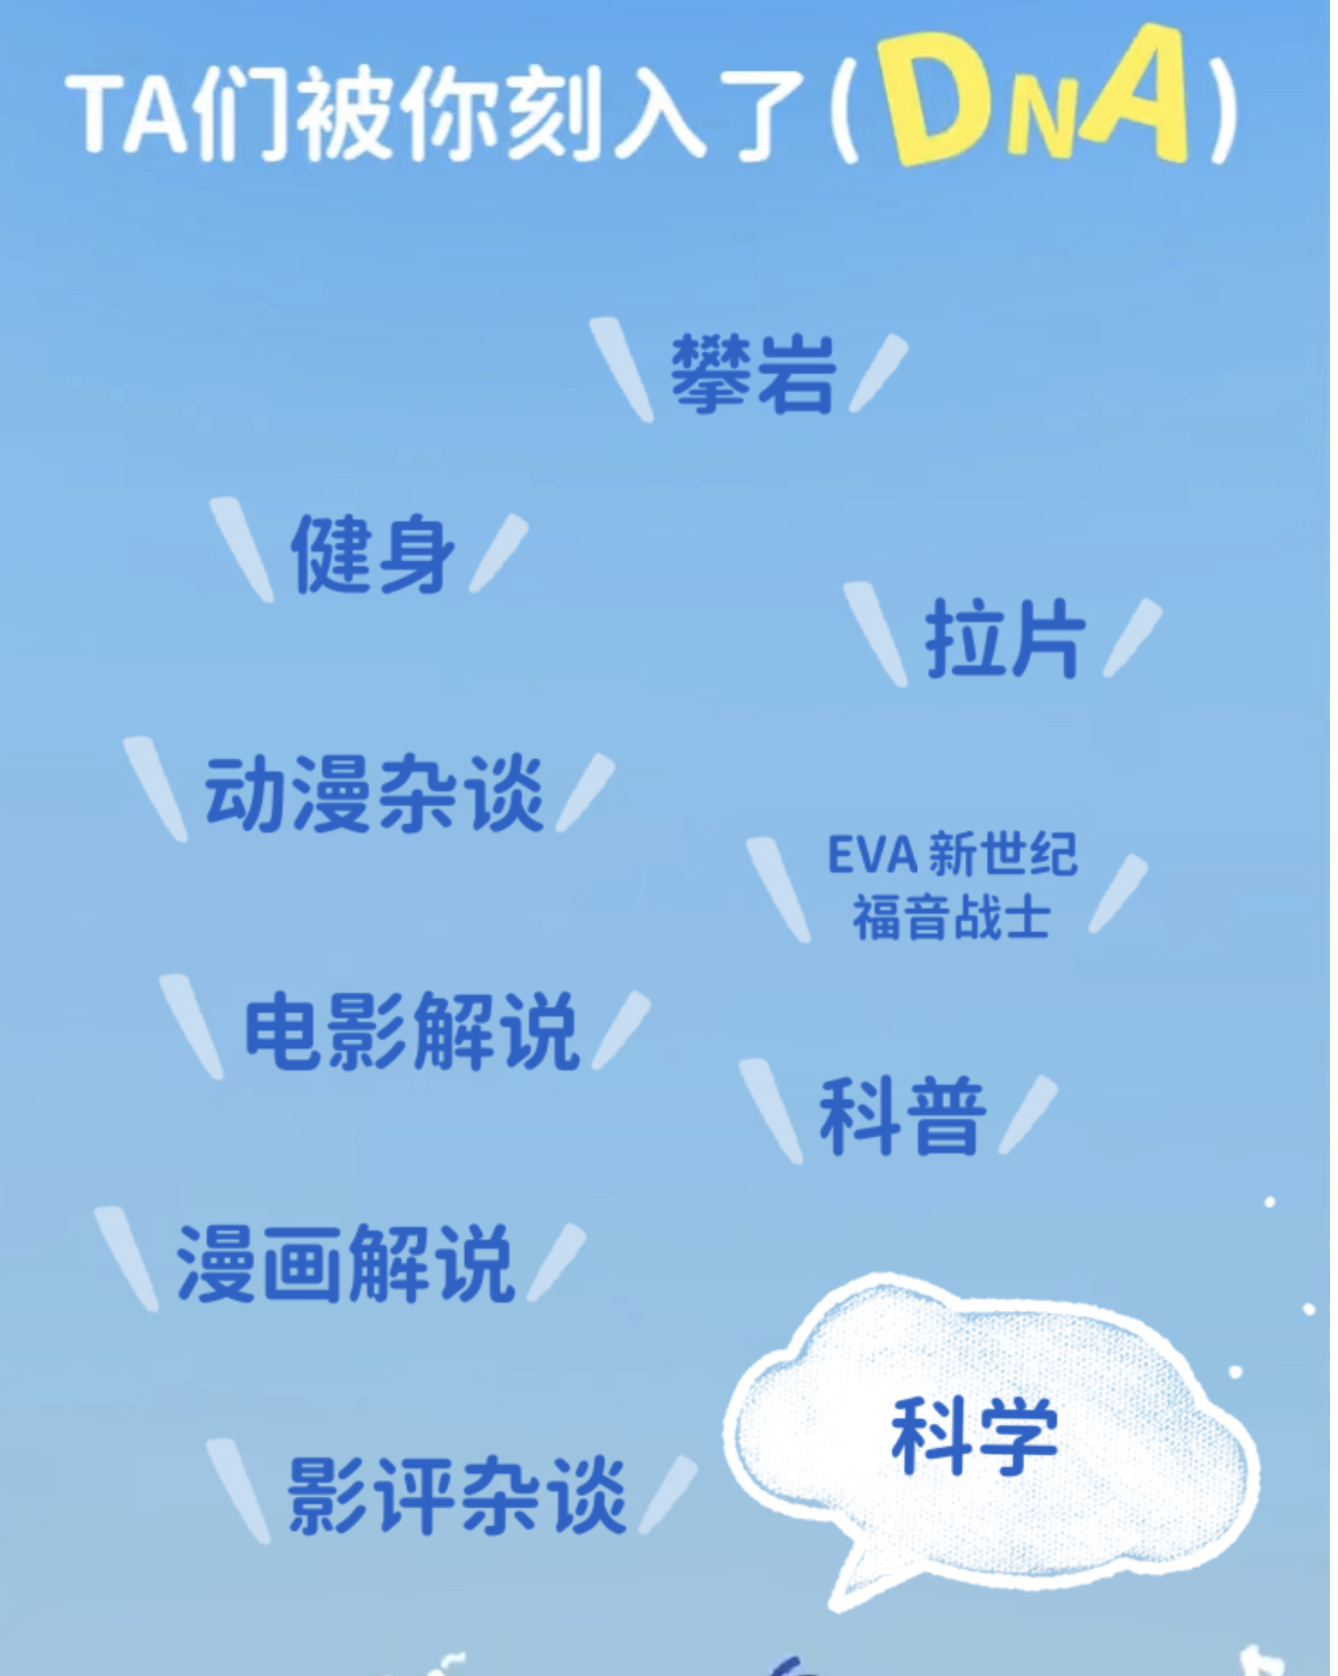 TA们被你刻入了(DNA)
攀岩
健身
拉片
动漫杂谈
EVA 新世纪
福音战士
电影解说
科普
漫画解说
科学
影评杂谈